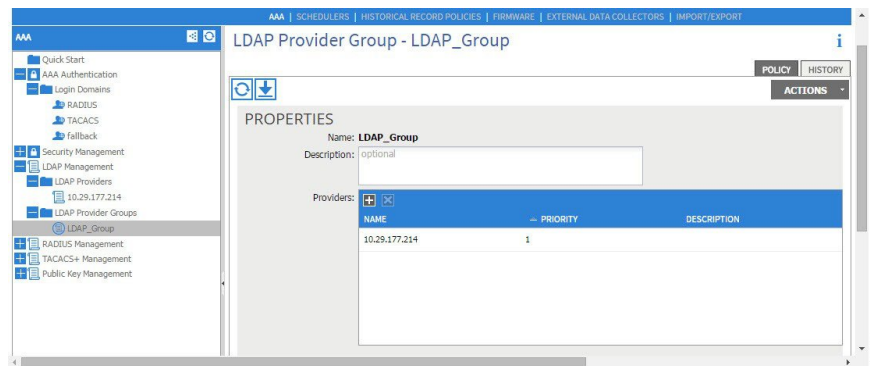 AAA | SCHEDULERS | HISTORICAL RECORD POLICIES | FIRMWARE | EXTERNAL DATA COLLECTORS | IMPORT/EXPORT
AAA
Quick Start
AAA Authentication
Login Domains
RADIUS
TACACS
fallback
Security Management
LDAP Management
LDAP Providers
10.29.177.214
LDAP Provider Groups
LDAP_Group
RADIUS Management
TACACS+ Management
Public Key Management
LDAP Provider Group - LDAP_Group
i
POLICY HISTORY
ACTIONS
PROPERTIES
Name: LDAP_Group
Description: optional
Providers:
NAME PRIORITY DESCRIPTION
10.29.177.214 1